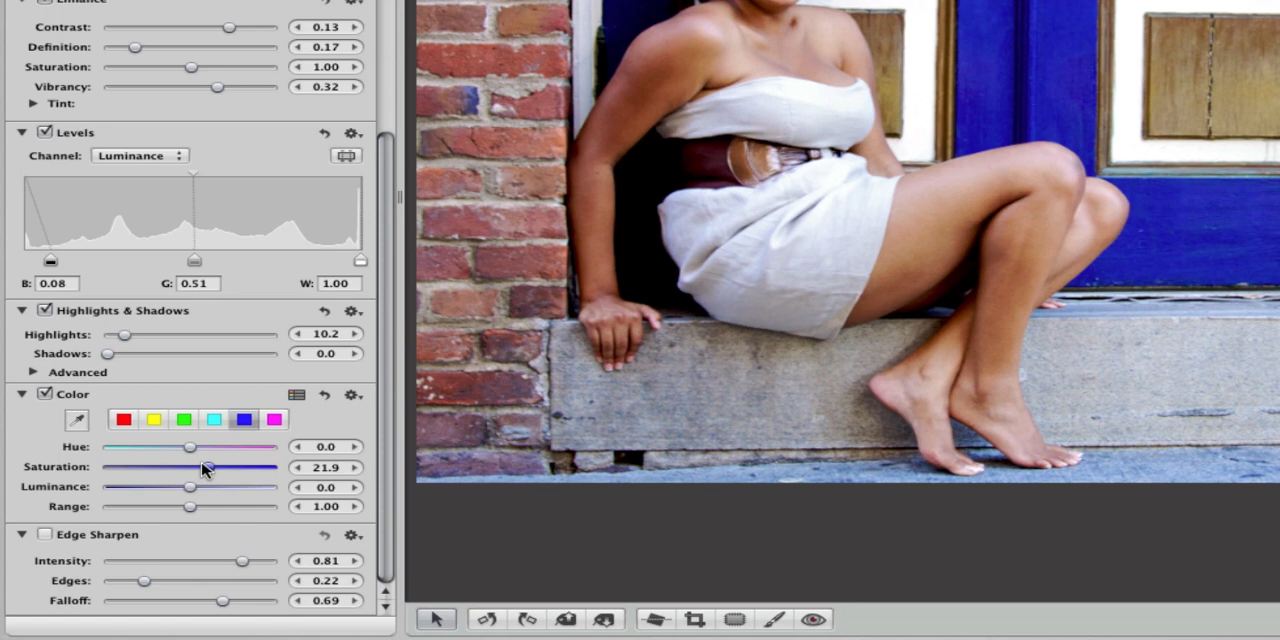 Enhance
Contrast: 0.13
Definition: 0.17
Saturation: 1.00
Vibrancy: 0.32
Tint:
Levels
Channel: Luminance
B: 0.08 G: 0.51 W: 1.00
Highlights & Shadows
Highlights: 10.2
Shadows: 0.0
Advanced
Color
Hue: 0.0
Saturation: 21.9
Luminance: 0.0
Range: 1.00
Edge Sharpen
Intensity: 0.81
Edges: 0.22
Falloff: 0.69